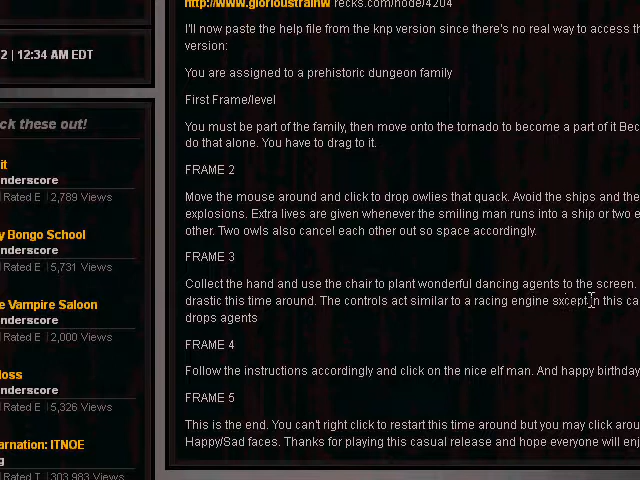 http://www.glorioustrainw recks.com/node/4204
I'll now paste the help file from the knp version since there's no real way to access th
version:
You are assigned to a prehistoric dungeon family
First Frame/level
You must be part of the family, then move onto the tornado to become a part of it Bec
do that alone. You have to drag to it.
FRAME 2
Move the mouse around and click to drop owlies that quack. Avoid the ships and the
explosions. Extra lives are given whenever the smiling man runs into a ship or two e
other. Two owls also cancel each other out so space accordingly.
FRAME 3
Collect the hand and use the chair to plant wonderful dancing agents to the screen.
drastic this time around. The controls act similar to a racing engine sxcept in this ca
drops agents
FRAME 4
Follow the instructions accordingly and click on the nice elf man. And happy birthday
FRAME 5
This is the end. You can't right click to restart this time around but you may click arou
Happy/Sad faces. Thanks for playing this casual release and hope everyone will enj
2 | 12:34 AM EDT
ck these out!
it
nderscore
Rated E | 2,789 Views
y Bongo School
nderscore
Rated E | 5,731 Views
e Vampire Saloon
nderscore
Rated E | 2,000 Views
loss
nderscore
Rated E | 5,326 Views
arnation: ITNOE
g
Rated T | 303,983 Views